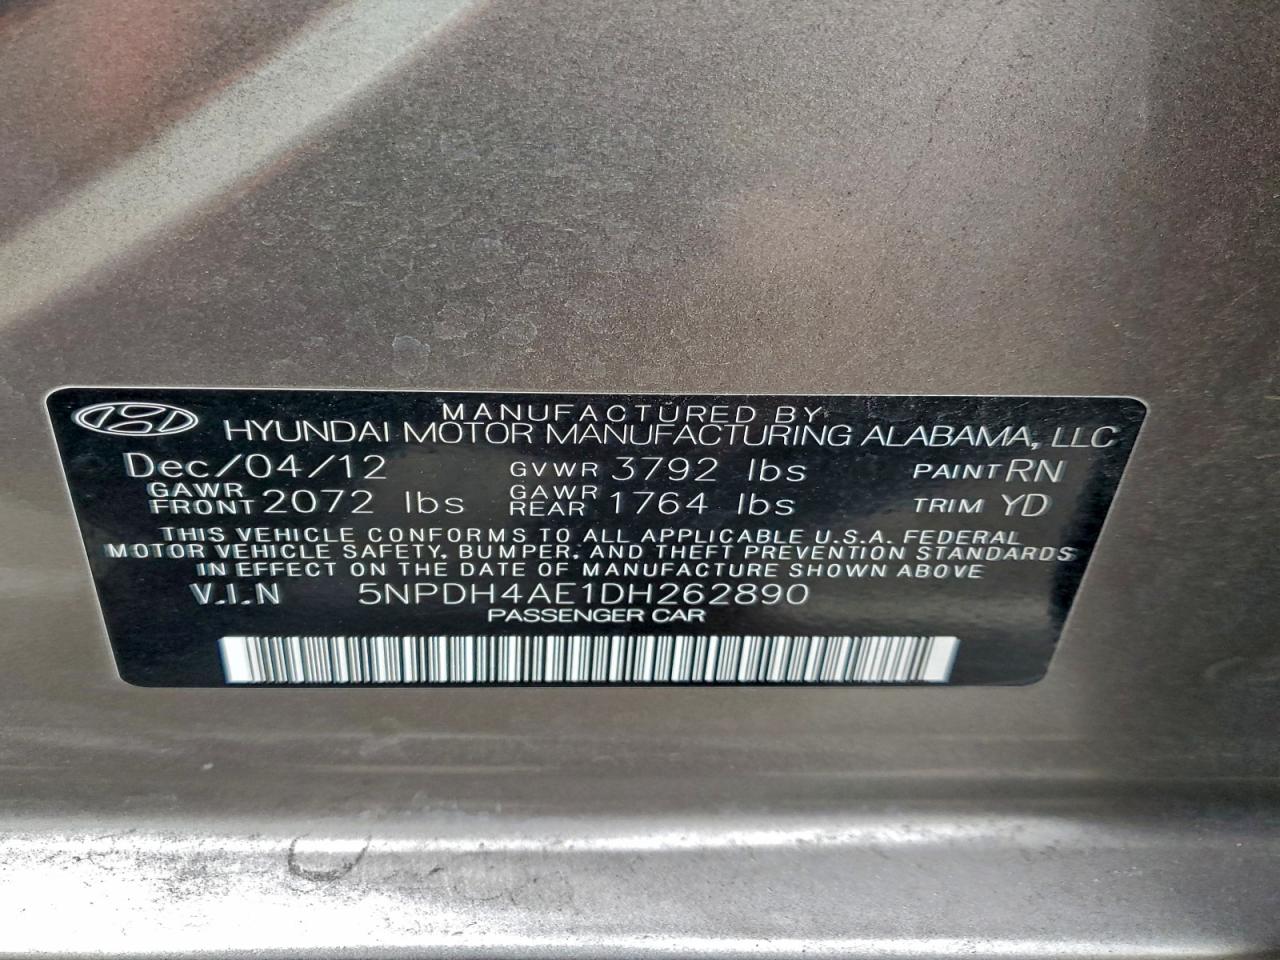 MANUFACTURED BY
HYUNDAI MOTOR MANUFACTURING ALABAMA, LLC
Dec/04/12 GVWR 3792 lbs PAINT RN
GAWR FRONT 2072 lbs GAWR REAR 1764 lbs TRIM YD
THIS VEHICLE CONFORMS TO ALL APPLICABLE U.S.A. FEDERAL
MOTOR VEHICLE SAFETY, BUMPER, AND THEFT PREVENTION STANDARDS
IN EFFECT ON THE DATE OF MANUFACTURE SHOWN ABOVE
V.I.N 5NPDH4AE1DH262890
PASSENGER CAR